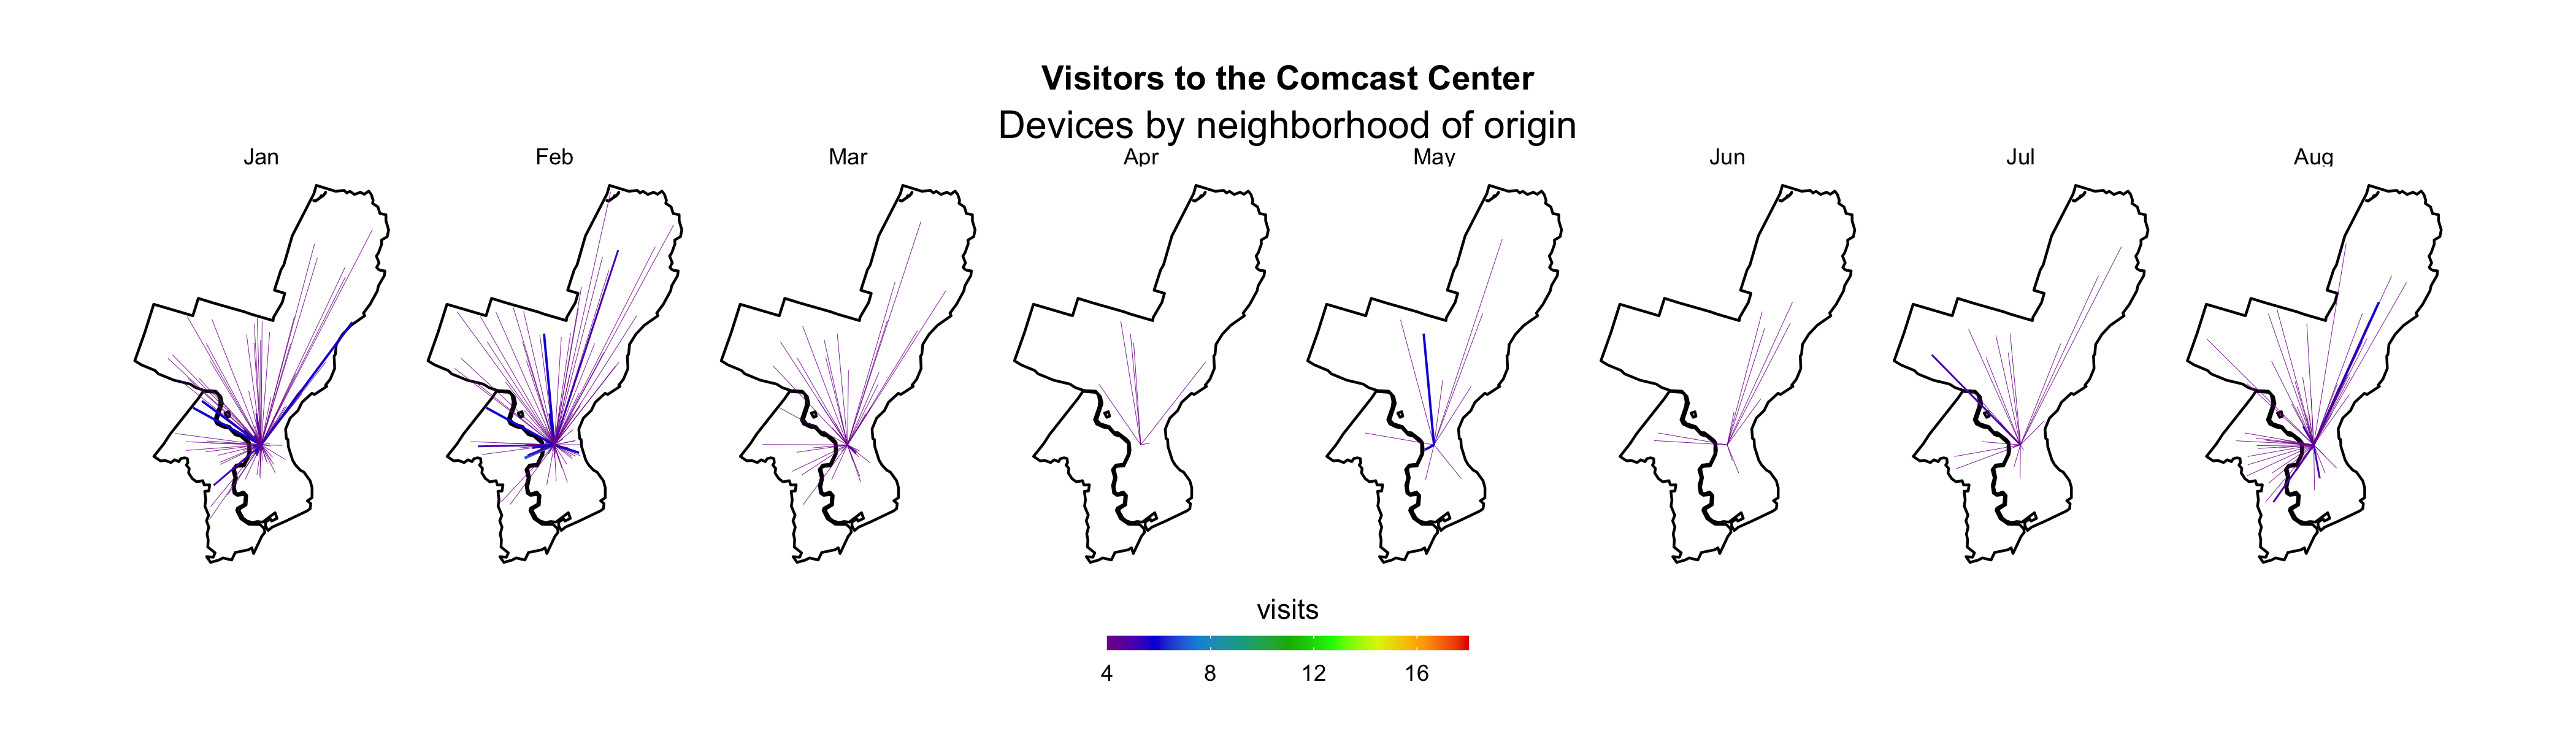 Visitors to the Comcast Center
Devices by neighborhood of origin
Jan Feb Mar Apr May Jun Jul Aug
visits
4 8 12 16